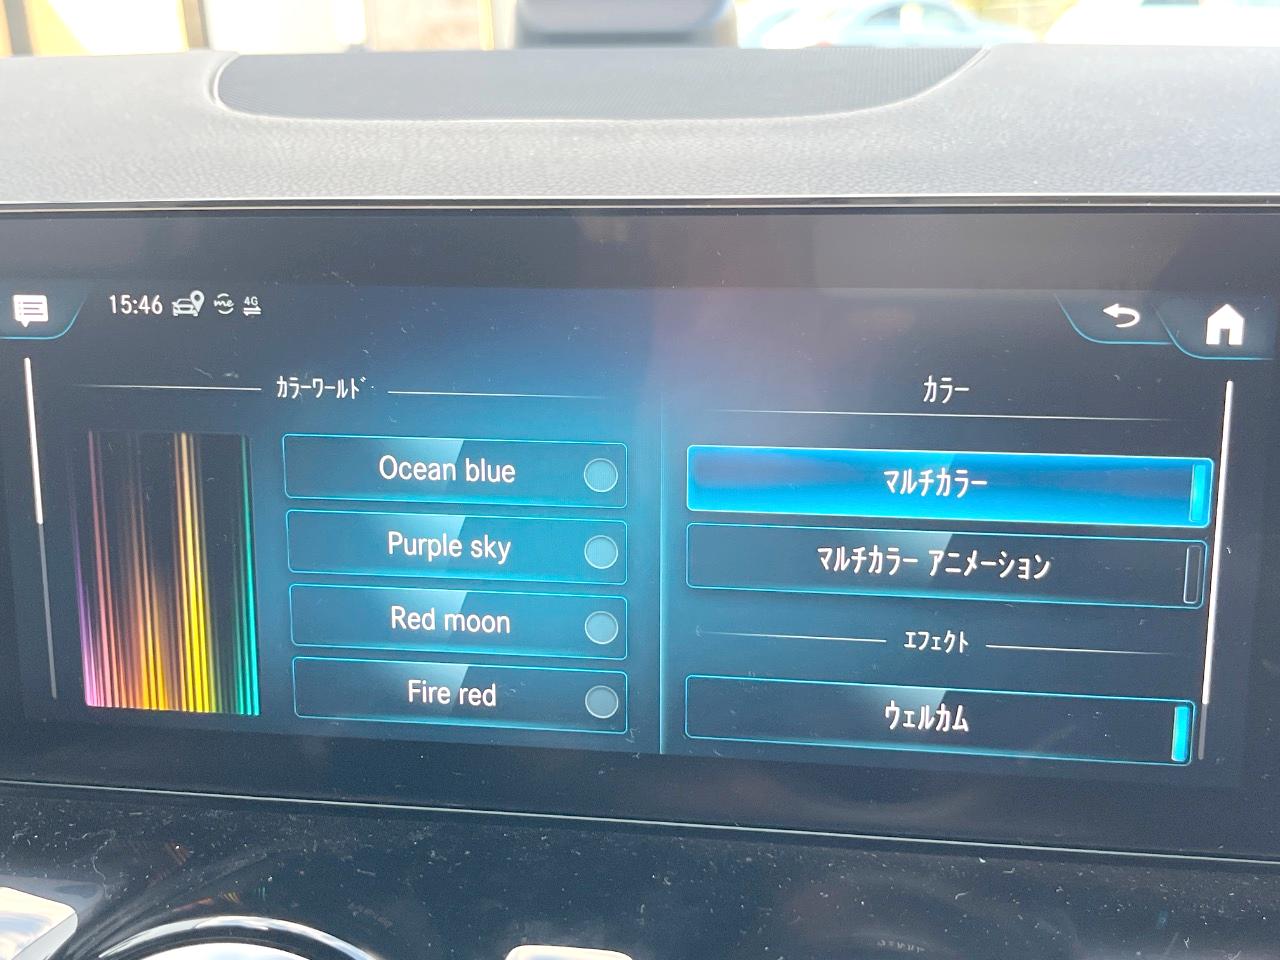 15:46 me 4G
カラーワールド
Ocean blue
Purple sky
Red moon
Fire red
カラー
マルチカラー
マルチカラー アニメーション
エフェクト
ウェルカム